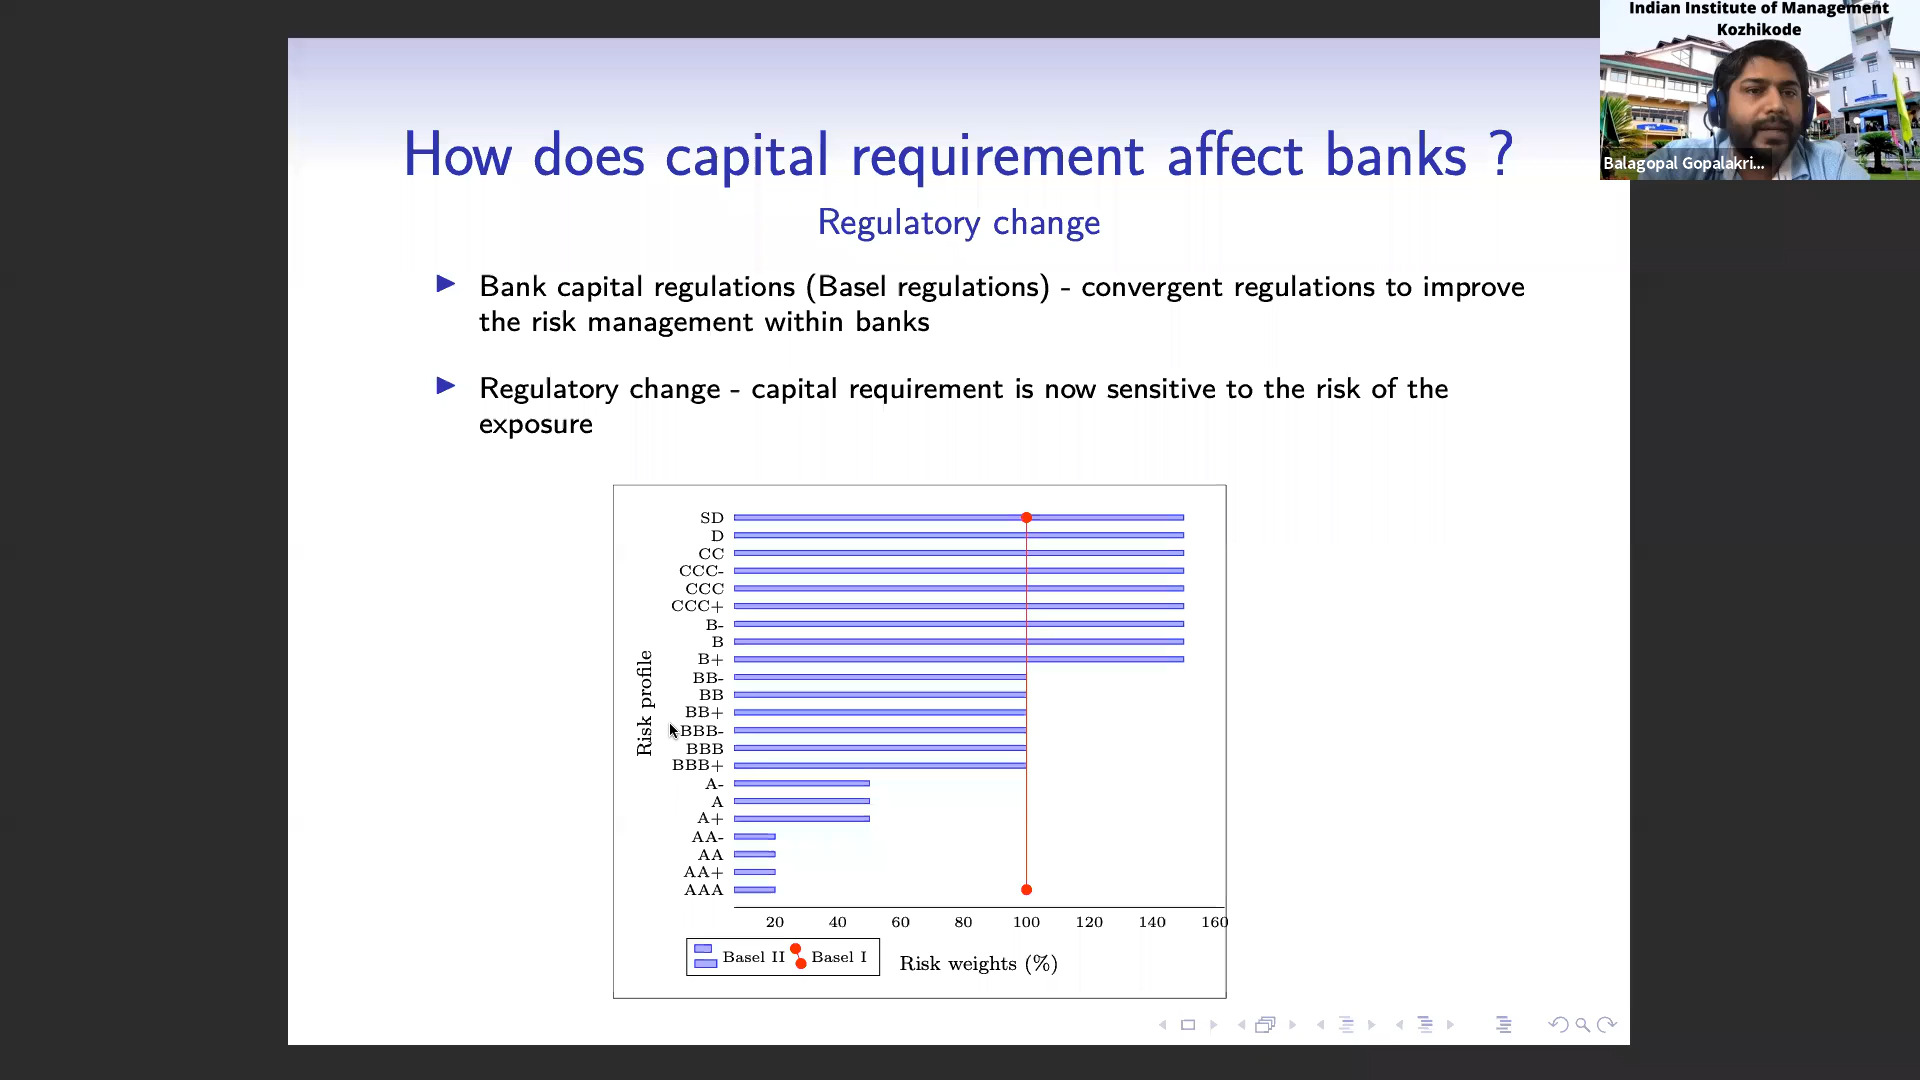 Indian Institute of Management
Kozhikode
Balagopal Gopalakri...
How does capital requirement affect banks ?
Regulatory change
Bank capital regulations (Basel regulations) - convergent regulations to improve
the risk management within banks
Regulatory change - capital requirement is now sensitive to the risk of the
exposure
SD
D
CC
CCC-
CCC
CCC+
B-
B
B+
BB-
BB
BB+
BBB-
BBB
BBB+
A-
A
A+
AA-
AA
AA+
AAA
Risk profile
20 40 60 80 100 120 140 160
Basel II Basel I
Risk weights (%)